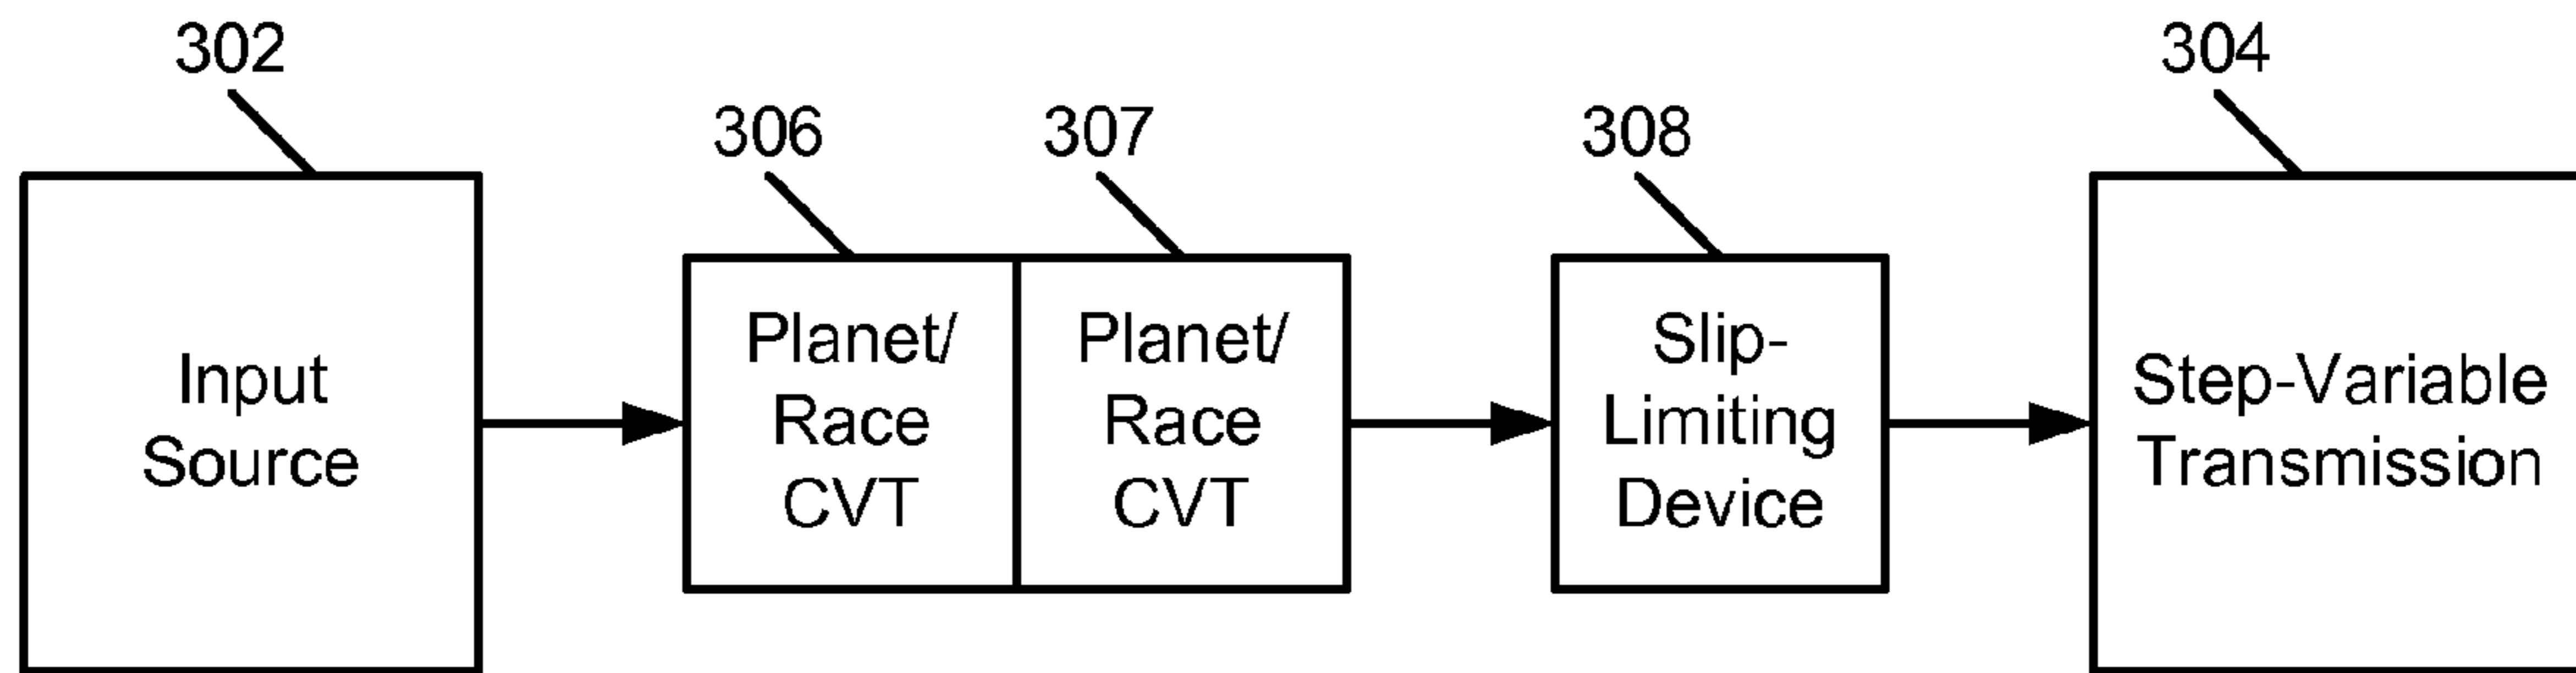 302
304
306
307
308
Input
Source
Planet/
Race
CVT
Planet/
Race
CVT
Slip-
Limiting
Device
Step-Variable
Transmission